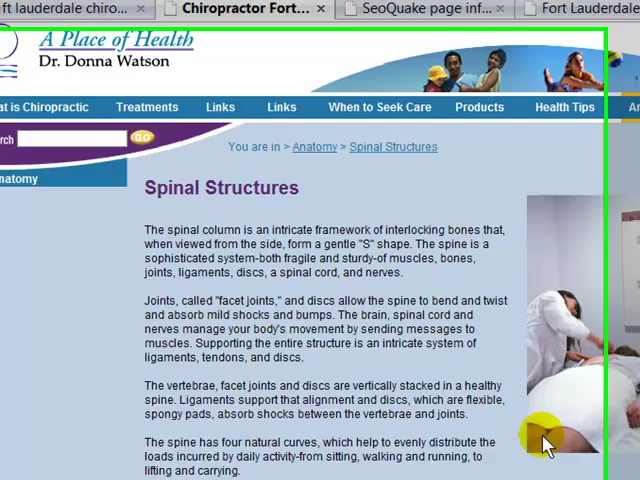 ft lauderdale chiro...
Chiropractor Fort...
SeoQuake page inf...
Fort Lauderdale
A Place of Health
Dr. Donna Watson
at is Chiropractic
Treatments
Links
Links
When to Seek Care
Products
Health Tips
An
rch
GO
You are in > Anatomy > Spinal Structures
natomy
Spinal Structures
The spinal column is an intricate framework of interlocking bones that,
when viewed from the side, form a gentle "S" shape. The spine is a
sophisticated system-both fragile and sturdy-of muscles, bones,
joints, ligaments, discs, a spinal cord, and nerves.
Joints, called "facet joints," and discs allow the spine to bend and twist
and absorb mild shocks and bumps. The brain, spinal cord and
nerves manage your body's movement by sending messages to
muscles. Supporting the entire structure is an intricate system of
ligaments, tendons, and discs.
The vertebrae, facet joints and discs are vertically stacked in a healthy
spine. Ligaments support that alignment and discs, which are flexible,
spongy pads, absorb shocks between the vertebrae and joints.
The spine has four natural curves, which help to evenly distribute the
loads incurred by daily activity-from sitting, walking and running, to
lifting and carrying.